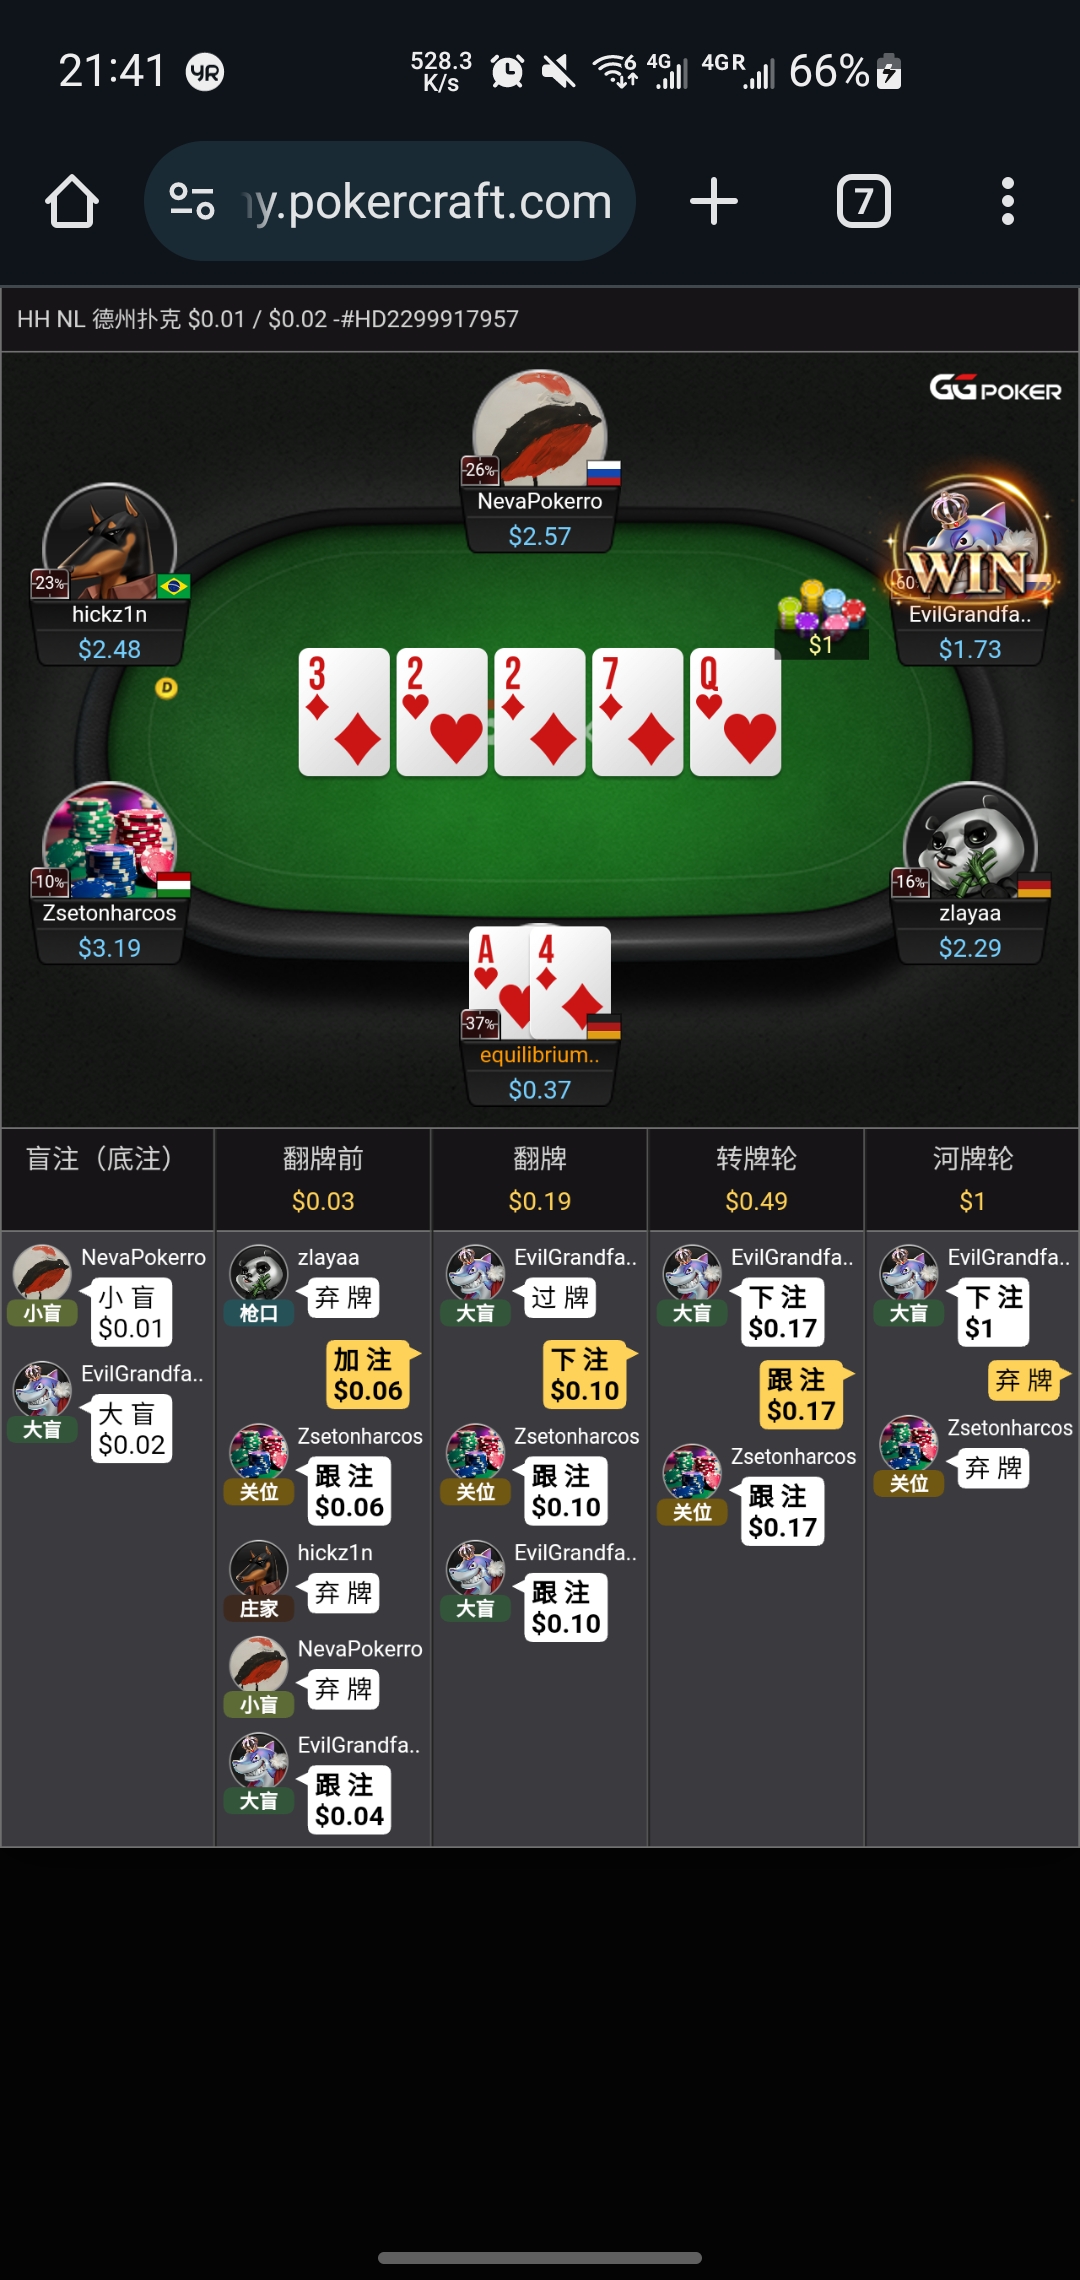 21:41
528.3
K/s
6
4G
4GR
66%
y.pokercraft.com
7
HH NL 德州扑克 $0.01 / $0.02 -#HD2299917957
GG POKER
26%
NevaPokerro
$2.57
23%
hickz1n
$2.48
WIN
60
EvilGrandfa..
$1.73
$1
D
3
2
2
7
Q
10%
Zsetonharcos
$3.19
16%
zlayaa
$2.29
A
4
37%
equilibrium..
$0.37
盲注（底注）
翻牌前
$0.03
翻牌
$0.19
转牌轮
$0.49
河牌轮
$1
NevaPokerro
小盲
小盲
$0.01
EvilGrandfa..
大盲
大盲
$0.02
zlayaa
枪口
弃牌
加注
$0.06
Zsetonharcos
关位
跟注
$0.06
hickz1n
庄家
弃牌
NevaPokerro
小盲
弃牌
EvilGrandfa..
大盲
跟注
$0.04
EvilGrandfa..
大盲
过牌
下注
$0.10
Zsetonharcos
关位
跟注
$0.10
EvilGrandfa..
大盲
跟注
$0.10
EvilGrandfa..
大盲
下注
$0.17
跟注
$0.17
Zsetonharcos
关位
跟注
$0.17
EvilGrandfa..
大盲
下注
$1
弃牌
Zsetonharcos
关位
弃牌